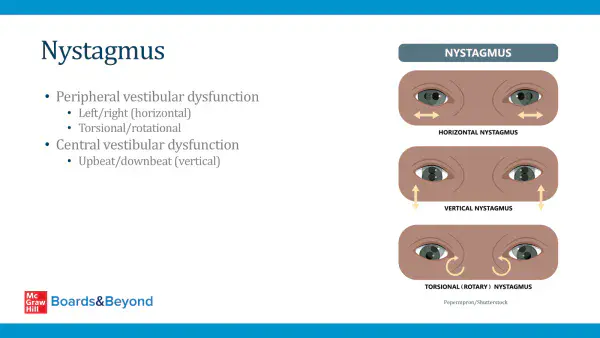 Nystagmus
• Peripheral vestibular dysfunction
• Left/right (horizontal)
• Torsional/rotational
• Central vestibular dysfunction
• Upbeat/downbeat (vertical)
NYSTAGMUS
HORIZONTAL NYSTAGMUS
VERTICAL NYSTAGMUS
TORSIONAL (ROTARY) NYSTAGMUS
Pepermpron/Shutterstock
Mc
Graw
Hill
Boards&Beyond